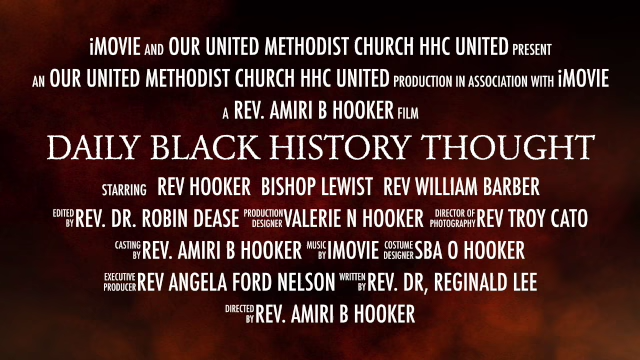 iMOVIE AND OUR UNITED METHODIST CHURCH HHC UNITED PRESENT
AN OUR UNITED METHODIST CHURCH HHC UNITED PRODUCTION IN ASSOCIATION WITH iMOVIE
A REV. AMIRI B HOOKER FILM
DAILY BLACK HISTORY THOUGHT
STARRING REV HOOKER BISHOP LEWIST REV WILLIAM BARBER
EDITED BY REV. DR. ROBIN DEASE PRODUCTION DESIGNER VALERIE N HOOKER DIRECTOR OF PHOTOGRAPHY REV TROY CATO
CASTING BY REV. AMIRI B HOOKER MUSIC BY IMOVIE COSTUME DESIGNER SBA O HOOKER
EXECUTIVE PRODUCER REV ANGELA FORD NELSON WRITTEN BY REV. DR, REGINALD LEE
DIRECTED BY REV. AMIRI B HOOKER